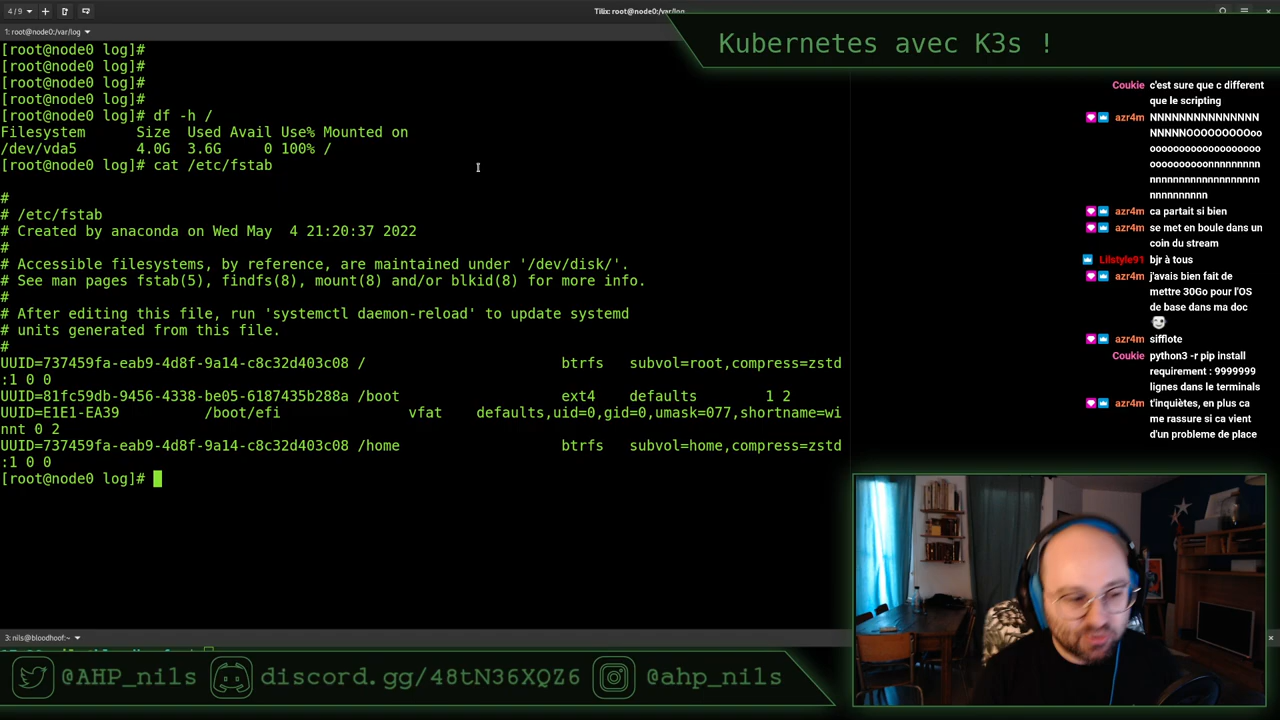 4 / 9
Tilix: root@node0:/var/log
1: root@node0:/var/log
Kubernetes avec K3s !
[root@node0 log]#
[root@node0 log]#
[root@node0 log]#
[root@node0 log]#
[root@node0 log]# df -h /
Filesystem      Size  Used Avail Use% Mounted on
/dev/vda5       4.0G  3.6G     0 100% /
[root@node0 log]# cat /etc/fstab
#
# /etc/fstab
# Created by anaconda on Wed May  4 21:20:37 2022
#
# Accessible filesystems, by reference, are maintained under '/dev/disk/'.
# See man pages fstab(5), findfs(8), mount(8) and/or blkid(8) for more info.
#
# After editing this file, run 'systemctl daemon-reload' to update systemd
# units generated from this file.
#
UUID=737459fa-eab9-4d8f-9a14-c8c32d403c08 /                       btrfs   subvol=root,compress=zstd
:1 0 0
UUID=81fc59db-9456-4338-be05-6187435b288a /boot                   ext4    defaults        1 2
UUID=E1E1-EA39          /boot/efi               vfat    defaults,uid=0,gid=0,umask=077,shortname=wi
nnt 0 2
UUID=737459fa-eab9-4d8f-9a14-c8c32d403c08 /home                   btrfs   subvol=home,compress=zstd
:1 0 0
[root@node0 log]#
Coukie c'est sure que c different
que le scripting
azr4m NNNNNNNNNNNNNNN
NNNNNOOOOOOOOOoo
oooooooooooooooooo
oooooooooonnnnnnnn
nnnnnnnnnnnnnnnnnn
nnnnnnnnnn
azr4m ca partait si bien
azr4m se met en boule dans un
coin du stream
Lilstyle91 bjr à tous
azr4m j'avais bien fait de
mettre 30Go pour l'OS
de base dans ma doc
azr4m sifflote
Coukie python3 -r pip install
requirement : 9999999
lignes dans le terminals
azr4m t'inquiètes, en plus ca
me rassure si ca vient
d'un probleme de place
3: nils@bloodhoof:~
@AHP_nils
discord.gg/48tN36XQZ6
@ahp_nils